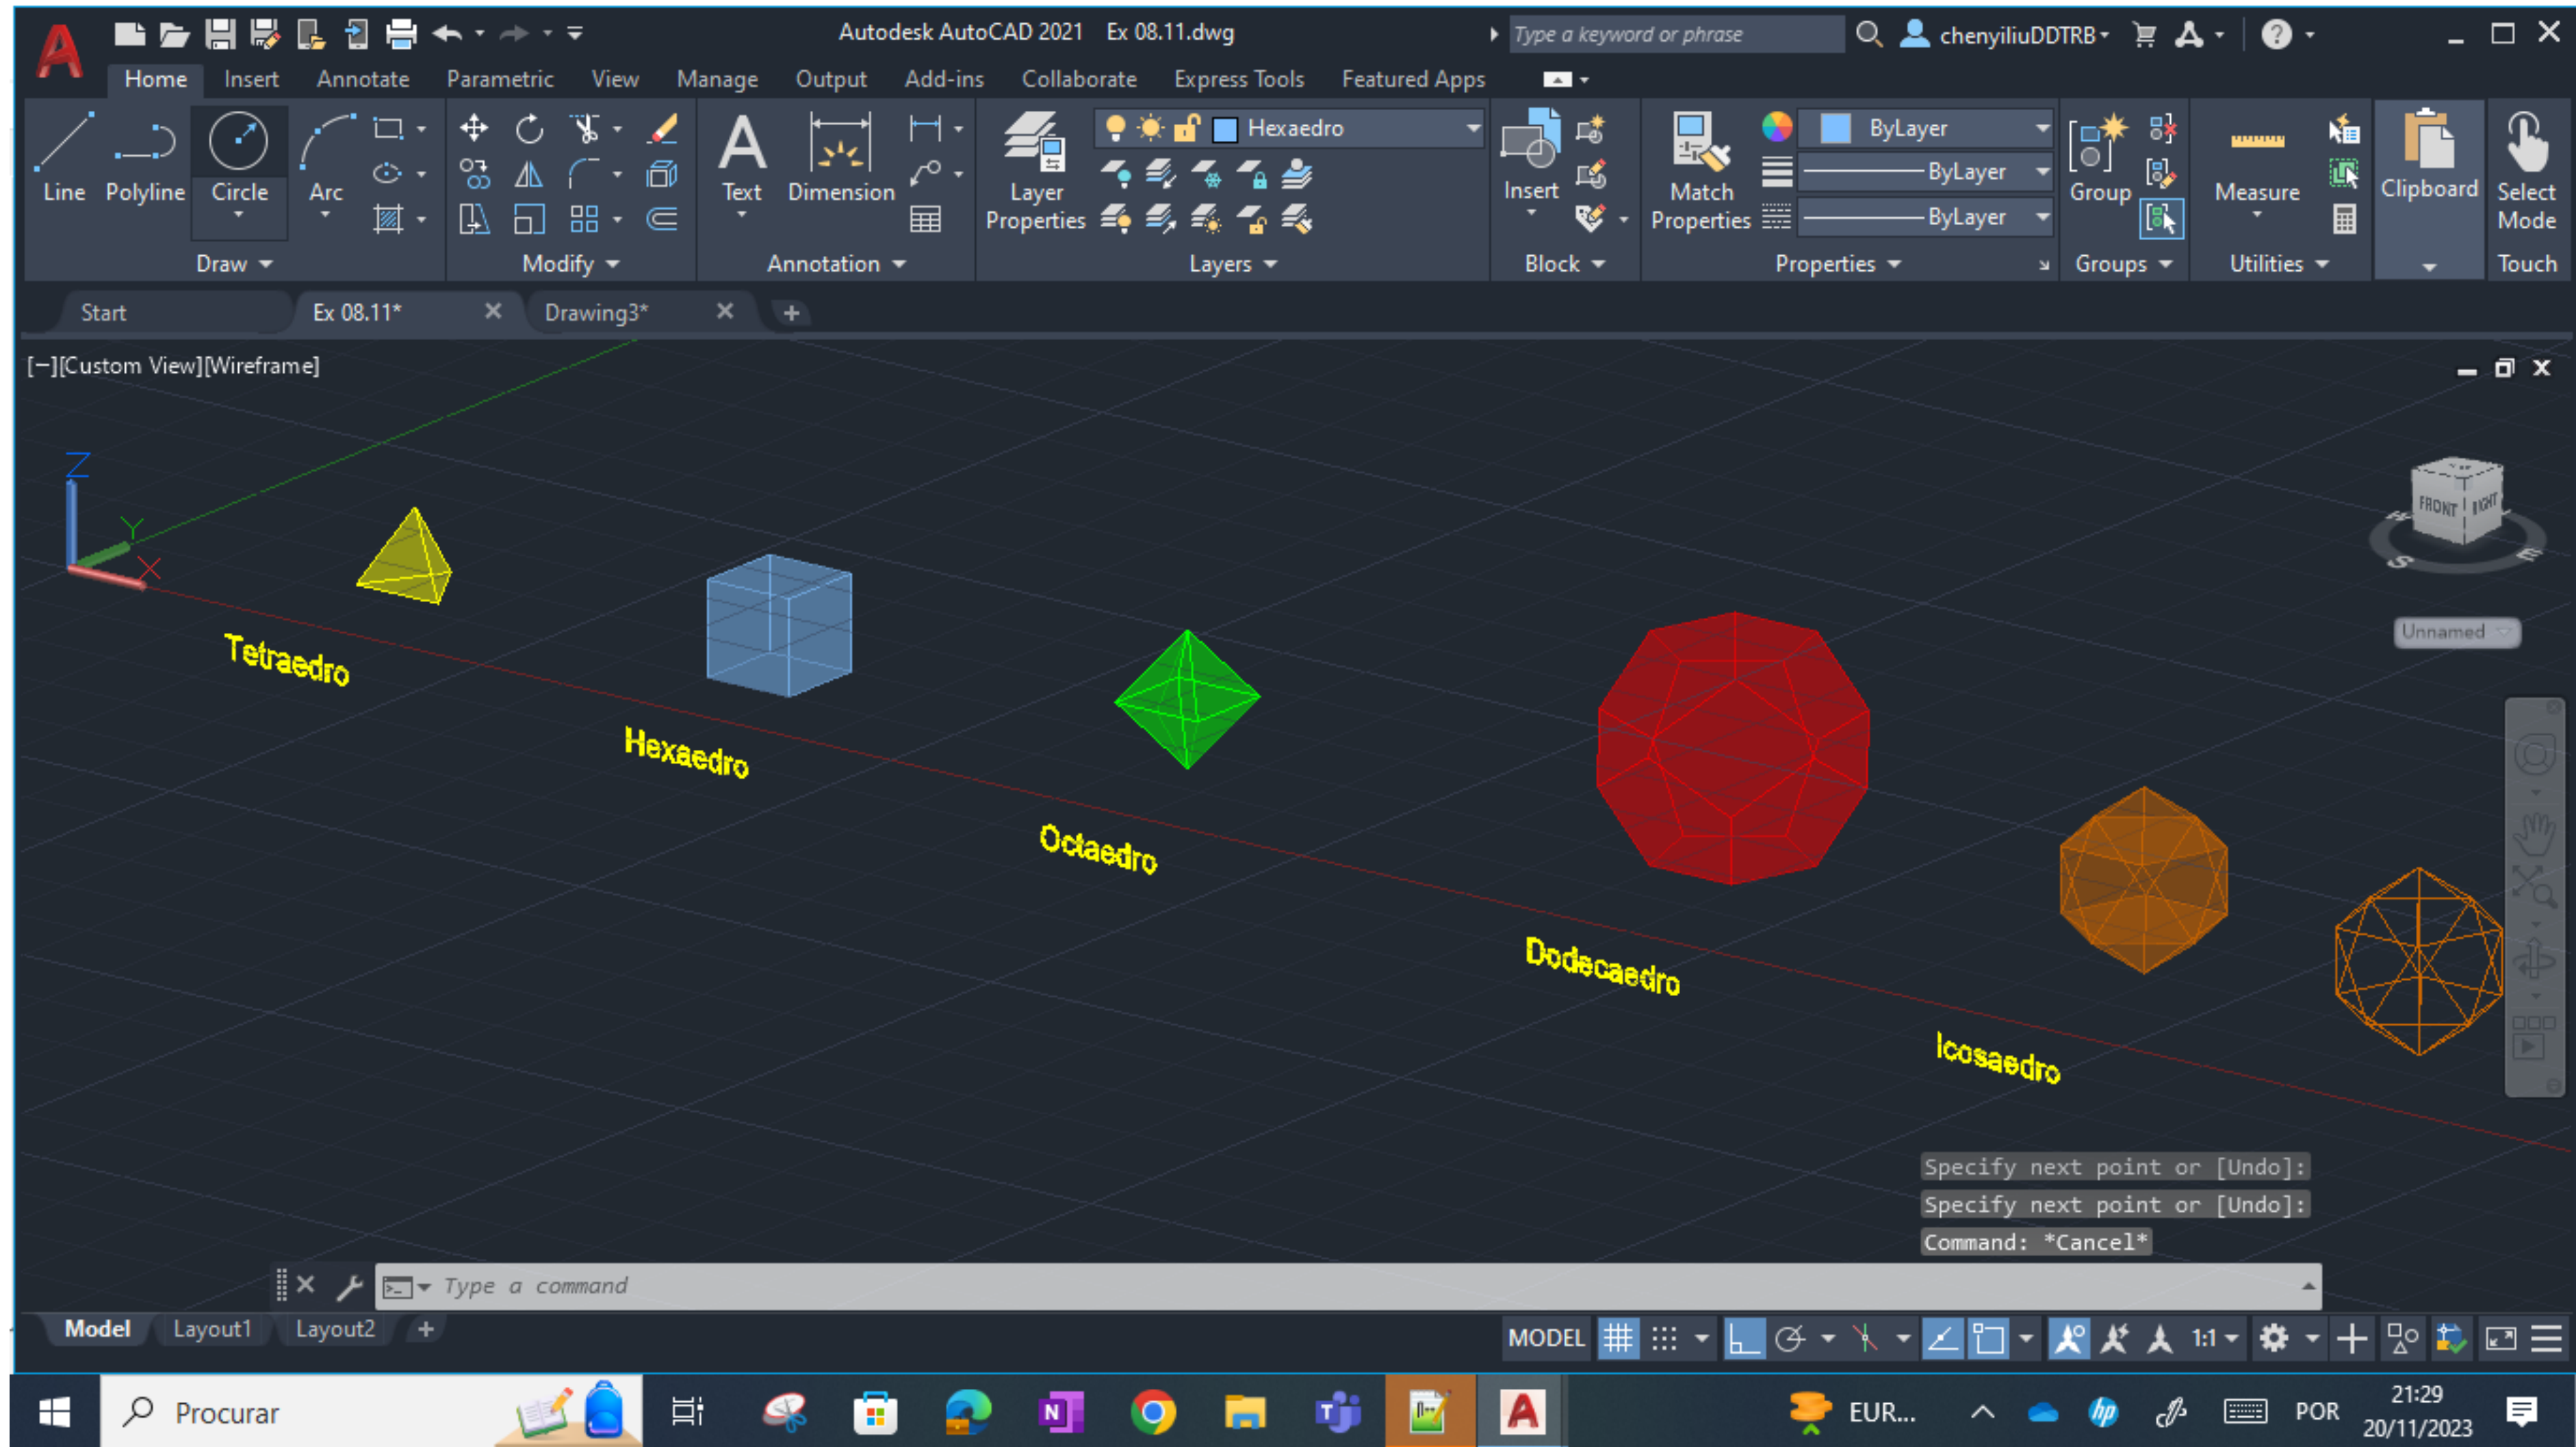 Autodesk AutoCAD 2021 Ex 08.11.dwg
Type a keyword or phrase
chenyiliuDDTRB
Home Insert Annotate Parametric View Manage Output Add-ins Collaborate Express Tools Featured Apps
Line Polyline Circle Arc
Draw
Modify
Text Dimension
Annotation
Layer Properties
Hexaedro
Layers
Insert
Block
Match Properties
ByLayer
ByLayer
ByLayer
Properties
Group
Groups
Measure
Utilities
Clipboard
Select Mode
Touch
Start Ex 08.11* Drawing3*
[−][Custom View][Wireframe]
Z
Y
X
FRONT RIGHT
S E
Unnamed
Tetraedro
Hexaedro
Octaedro
Dodecaedro
Icosaedro
Specify next point or [Undo]:
Specify next point or [Undo]:
Command: *Cancel*
Type a command
Model Layout1 Layout2 +
MODEL 1:1
Procurar
EUR...
hp
POR
21:29
20/11/2023